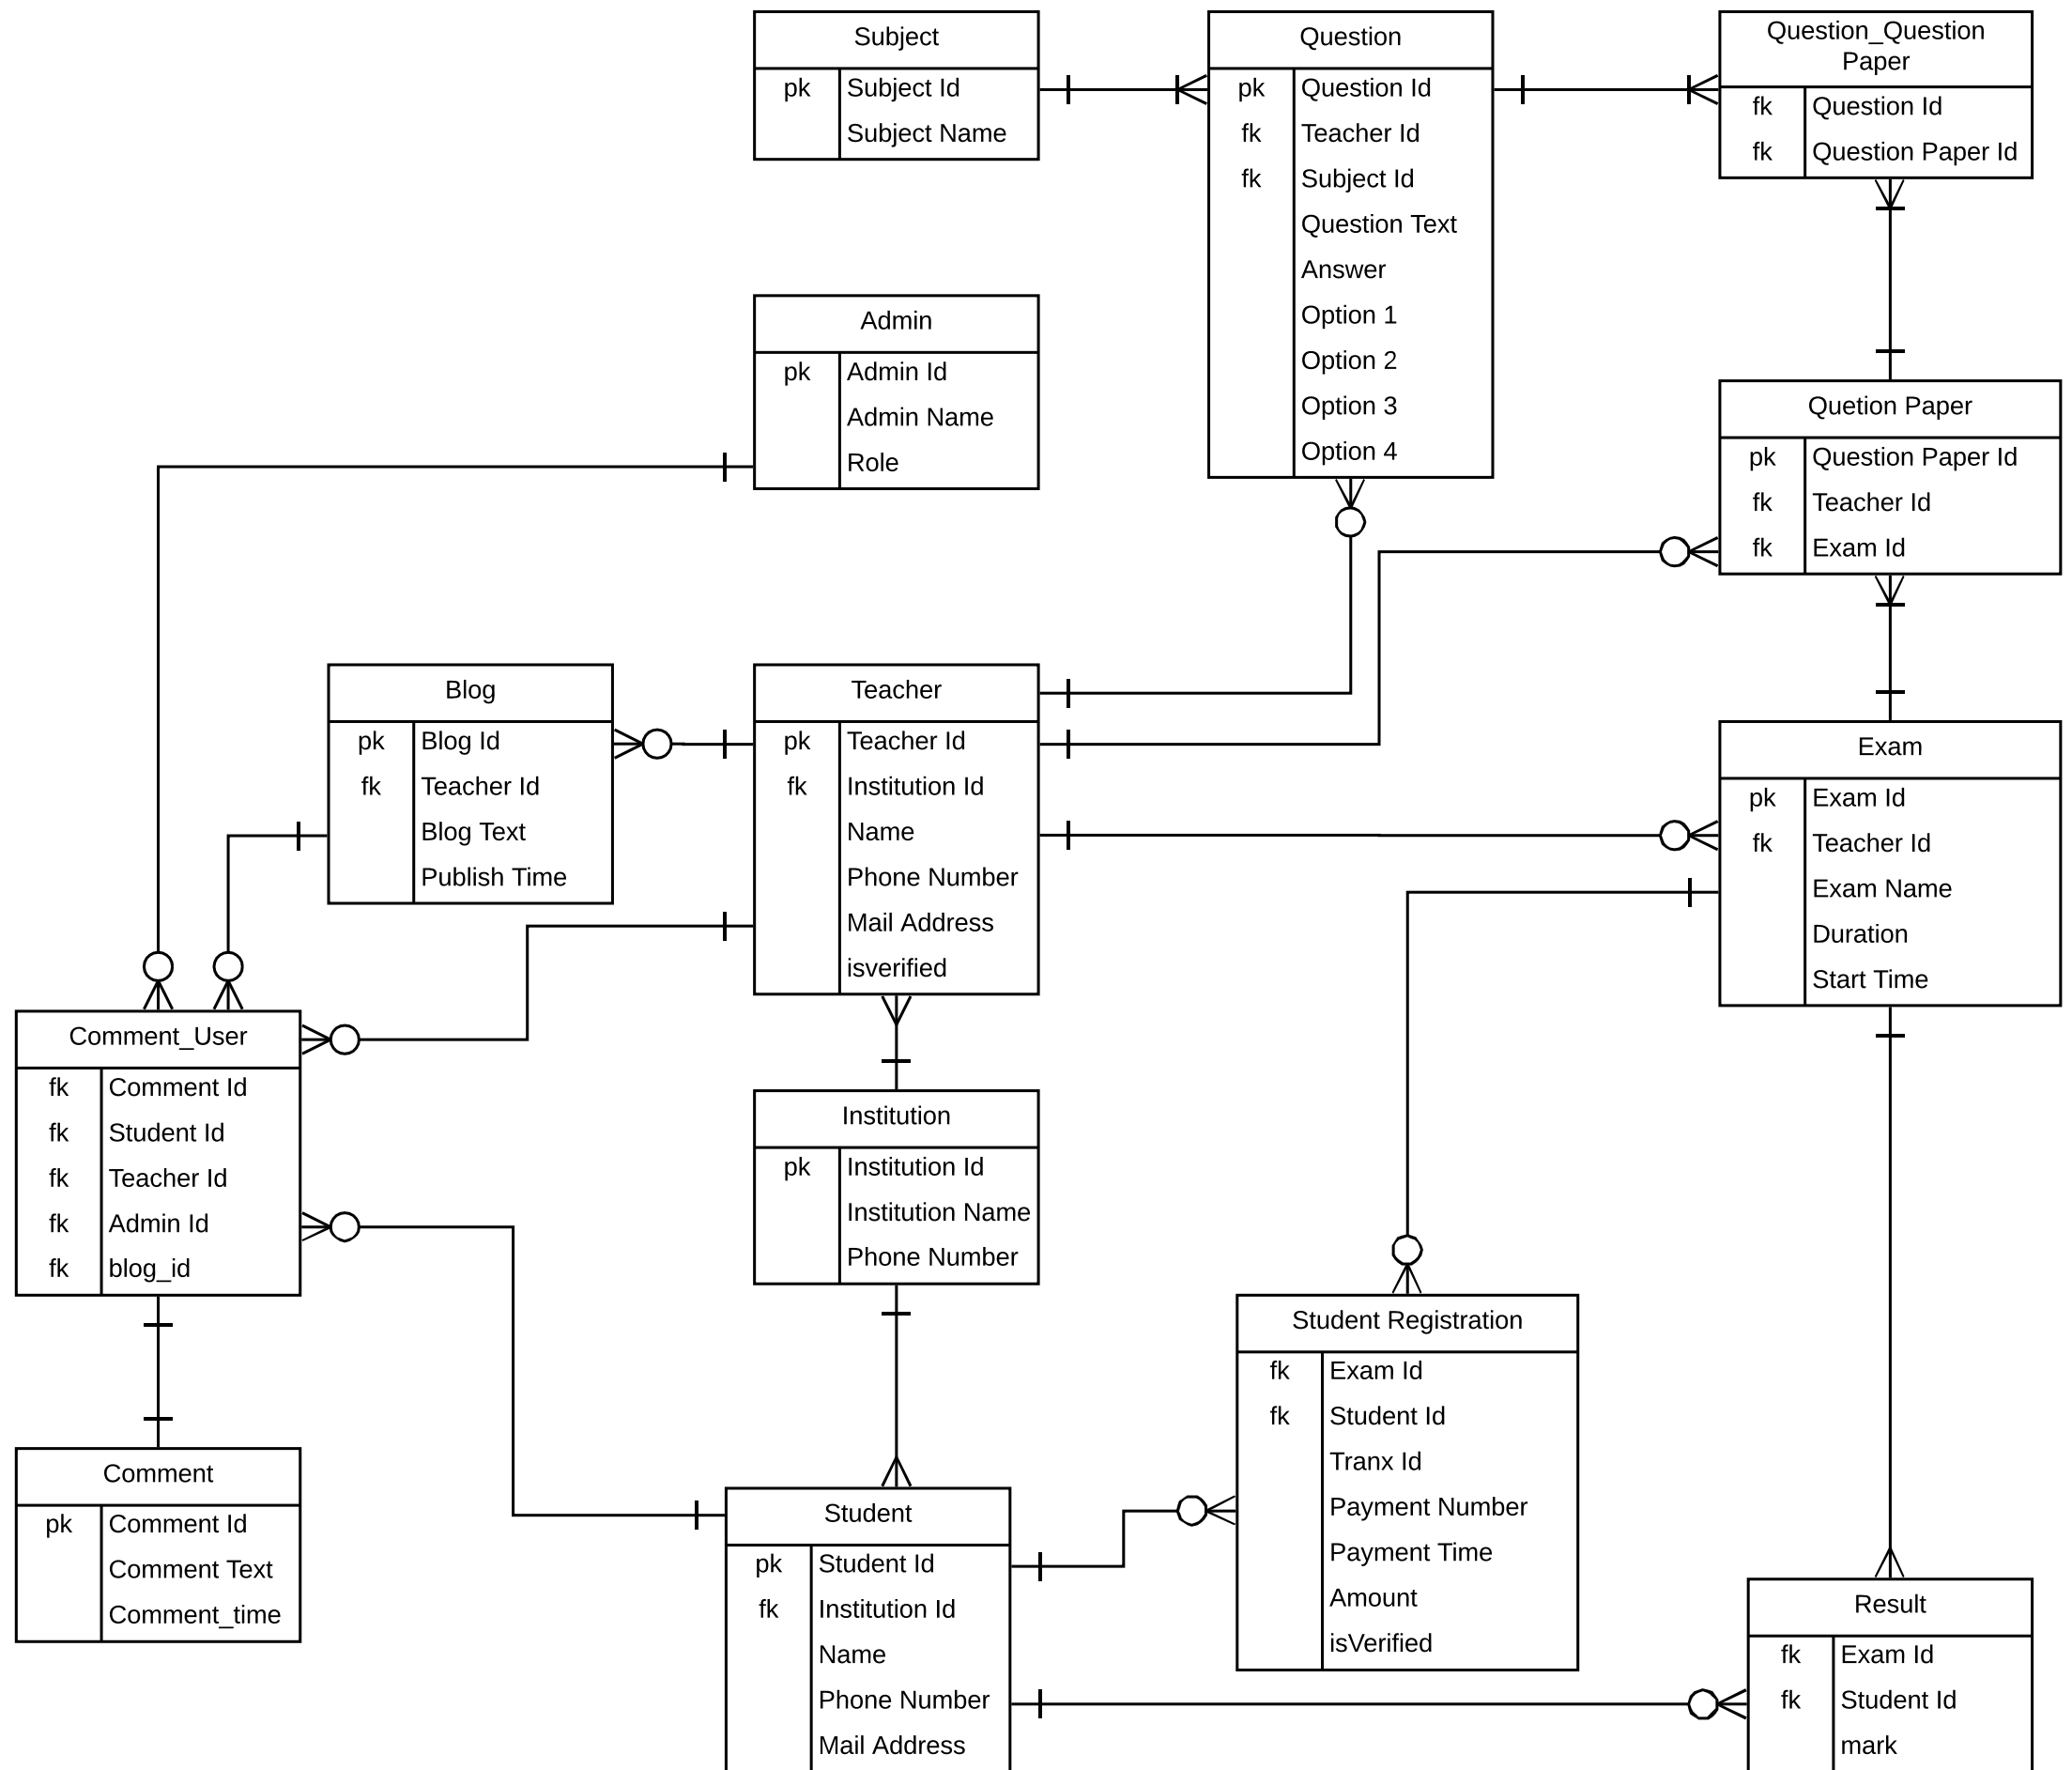 Subject
pk Subject Id
Subject Name
Question
pk Question Id
fk Teacher Id
fk Subject Id
Question Text
Answer
Option 1
Option 2
Option 3
Option 4
Question_Question
Paper
fk Question Id
fk Question Paper Id
Admin
pk Admin Id
Admin Name
Role
Quetion Paper
pk Question Paper Id
fk Teacher Id
fk Exam Id
Blog
pk Blog Id
fk Teacher Id
Blog Text
Publish Time
Teacher
pk Teacher Id
fk Institution Id
Name
Phone Number
Mail Address
isverified
Exam
pk Exam Id
fk Teacher Id
Exam Name
Duration
Start Time
Comment_User
fk Comment Id
fk Student Id
fk Teacher Id
fk Admin Id
fk blog_id
Institution
pk Institution Id
Institution Name
Phone Number
Student Registration
fk Exam Id
fk Student Id
Tranx Id
Payment Number
Payment Time
Amount
isVerified
Comment
pk Comment Id
Comment Text
Comment_time
Student
pk Student Id
fk Institution Id
Name
Phone Number
Mail Address
Result
fk Exam Id
fk Student Id
mark